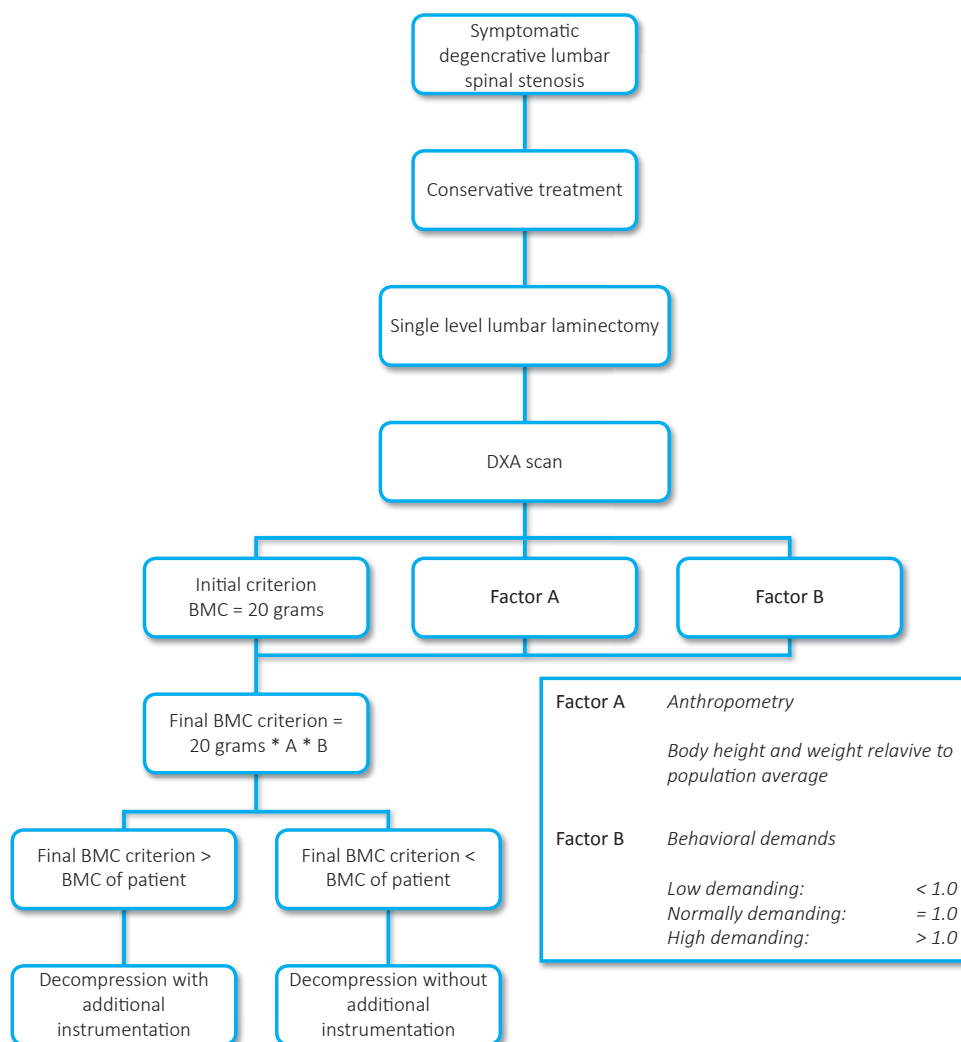 Symptomatic
degencrative lumbar
spinal stenosis
Conservative treatment
Single level lumbar laminectomy
DXA scan
Initial criterion
BMC = 20 grams
Factor A
Factor B
Final BMC criterion =
20 grams * A * B
Final BMC criterion >
BMC of patient
Final BMC criterion <
BMC of patient
Decompression with
additional
instrumentation
Decompression without
additional
instrumentation
Factor A Anthropometry
Body height and weight relavive to
population average
Factor B Behavioral demands
Low demanding: < 1.0
Normally demanding: = 1.0
High demanding: > 1.0